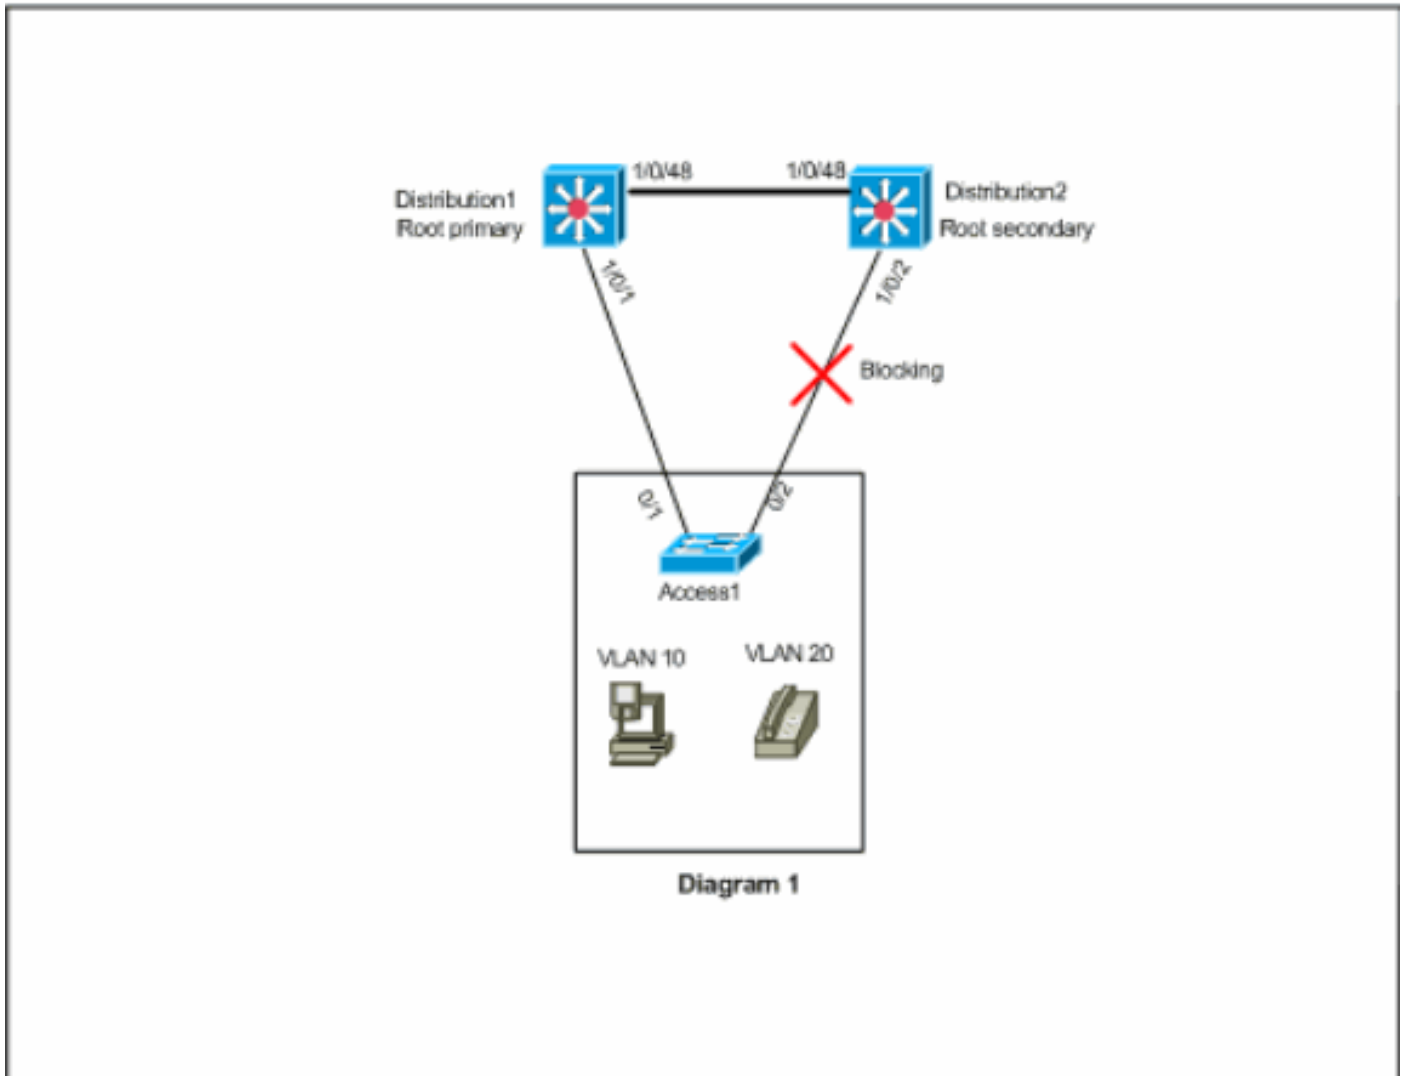 1/0/48
1/0/48
Distribution1
Root primary
Distribution2
Root secondary
1/0/1
1/0/2
Blocking
0/1
0/2
Access1
VLAN 10
VLAN 20
Diagram 1